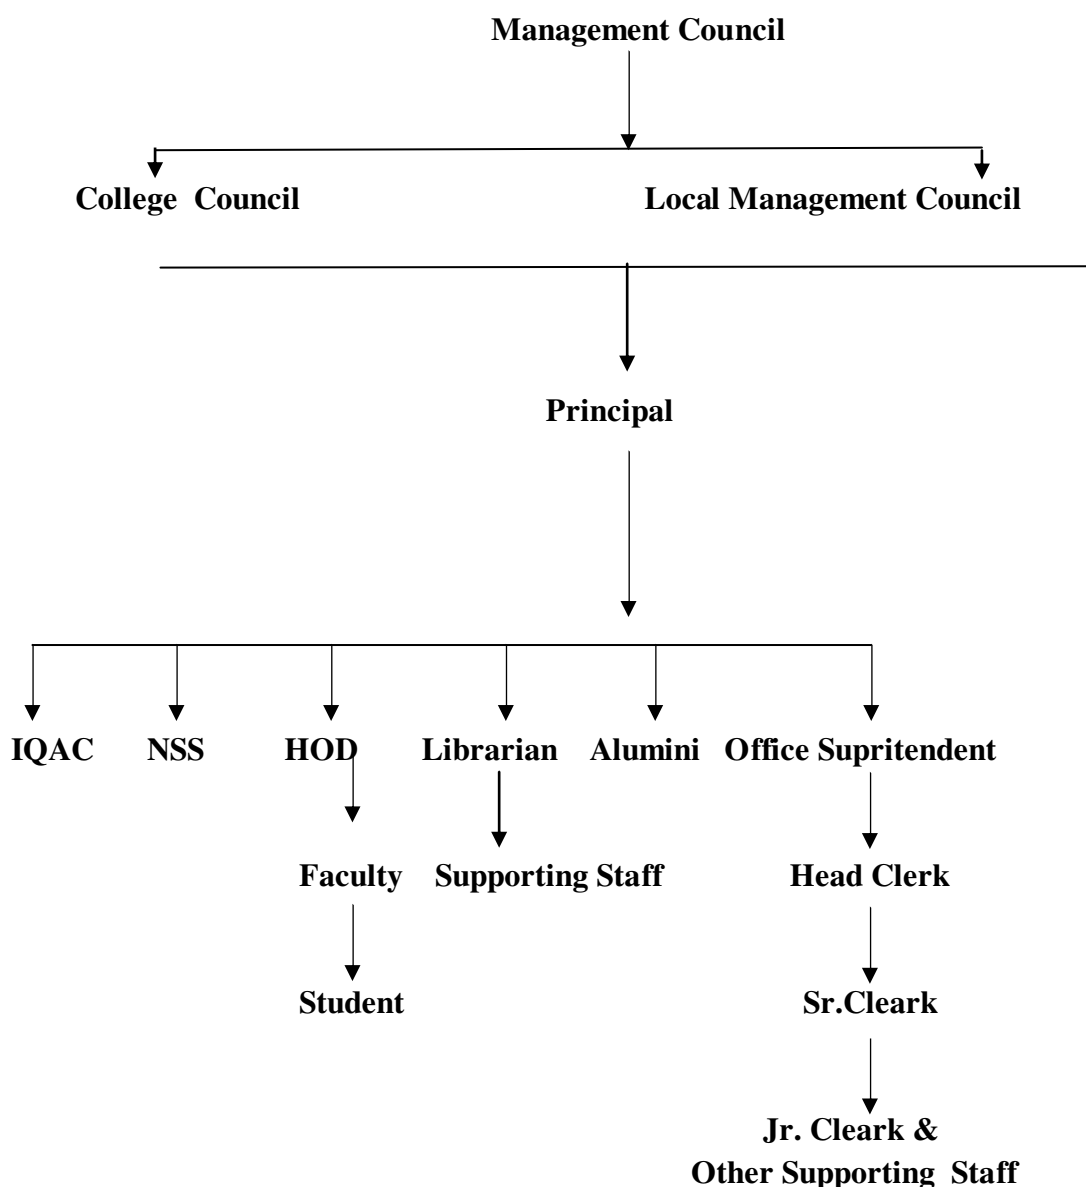 Management Council
College Council
Local Management Council
Principal
IQAC
NSS
HOD
Librarian
Alumini
Office Supritendent
Faculty
Supporting Staff
Head Clerk
Student
Sr.Cleark
Jr. Cleark &
Other Supporting Staff